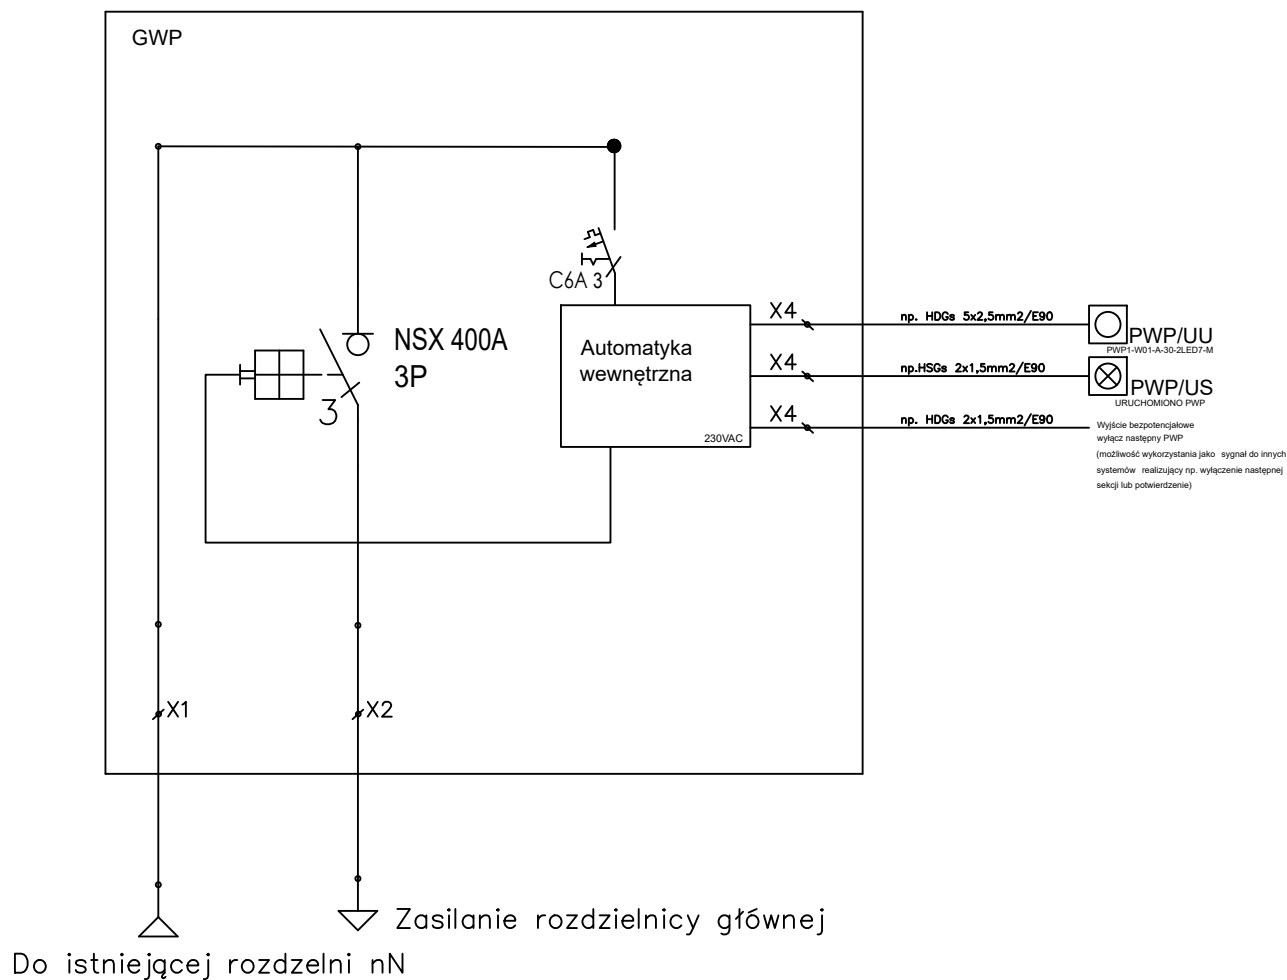 GWP
C6A 3
NSX 400A
3P
3
Automatyka
wewnętrzna
230VAC
X4
np. HDGs 5x2,5mm2/E90
PWP/UU
PWP1-W01-A-30-2LED7-M
X4
np.HSGs 2x1,5mm2/E90
PWP/US
URUCHOMIONO PWP
X4
np. HDGs 2x1,5mm2/E90
Wyjście bezpotencjałowe
wyłącz następny PWP
(możliwość wykorzystania jako sygnał do innych
systemów realizujący np. wyłączenie następnej
sekcji lub potwierdzenie)
X1
X2
Zasilanie rozdzielnicy głównej
Do istniejącej rozdzelni nN